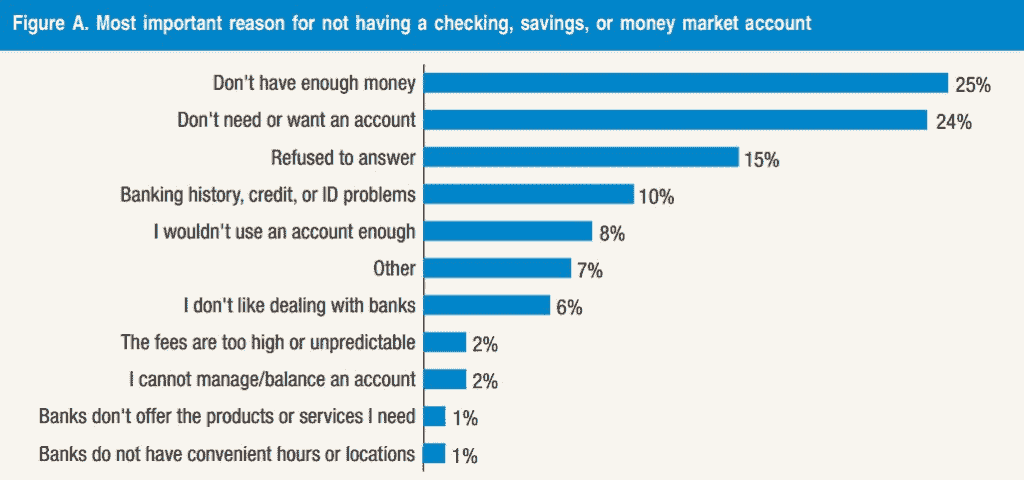 Figure A. Most important reason for not having a checking, savings, or money market account
Don't have enough money 25%
Don't need or want an account 24%
Refused to answer 15%
Banking history, credit, or ID problems 10%
I wouldn't use an account enough 8%
Other 7%
I don't like dealing with banks 6%
The fees are too high or unpredictable 2%
I cannot manage/balance an account 2%
Banks don't offer the products or services I need 1%
Banks do not have convenient hours or locations 1%